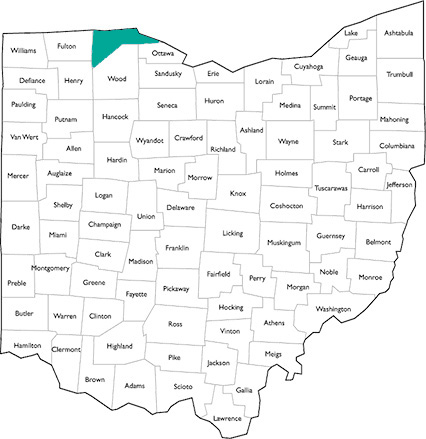 Williams
Fulton
Ottawa
Lake
Ashtabula
Geauga
Cuyahoga
Defiance
Henry
Wood
Sandusky
Erie
Lorain
Trumbull
Paulding
Putnam
Hancock
Seneca
Huron
Medina
Summit
Portage
Mahoning
Van Wert
Allen
Wyandot
Crawford
Richland
Ashland
Wayne
Stark
Columbiana
Mercer
Auglaize
Hardin
Marion
Morrow
Holmes
Tuscarawas
Carroll
Jefferson
Shelby
Logan
Union
Delaware
Knox
Coshocton
Harrison
Darke
Miami
Champaign
Licking
Muskingum
Guernsey
Belmont
Clark
Madison
Franklin
Preble
Montgomery
Greene
Fayette
Pickaway
Fairfield
Perry
Morgan
Noble
Monroe
Butler
Warren
Clinton
Ross
Hocking
Athens
Washington
Hamilton
Clermont
Highland
Vinton
Meigs
Pike
Jackson
Brown
Adams
Scioto
Gallia
Lawrence